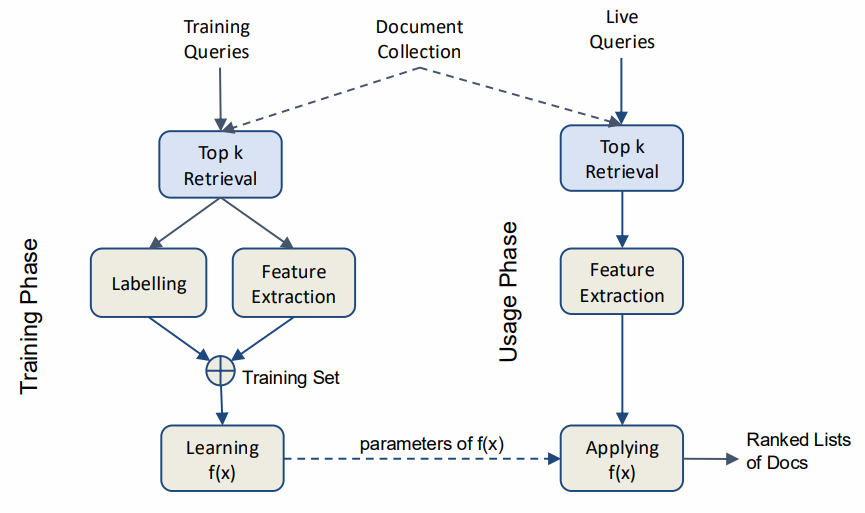 Training
Queries
Document
Collection
Live
Queries
Top k
Retrieval
Top k
Retrieval
Training Phase
Labelling
Feature
Extraction
Usage Phase
Feature
Extraction
Training Set
Learning
f(x)
parameters of f(x)
Applying
f(x)
Ranked Lists
of Docs